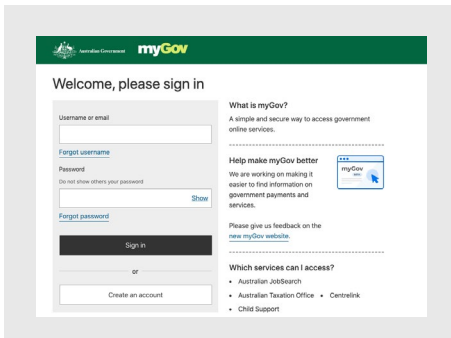 Australian Government
myGov
Welcome, please sign in
Username or email
Forgot username
Password
Do not show others your password
Show
Forgot password
Sign in
or
Create an account
What is myGov?
A simple and secure way to access government
online services.
Help make myGov better
We are working on making it
easier to find information on
government payments and
services.
myGov
Please give us feedback on the
new myGov website.
Which services can I access?
• Australian JobSearch
• Australian Taxation Office • Centrelink
• Child Support